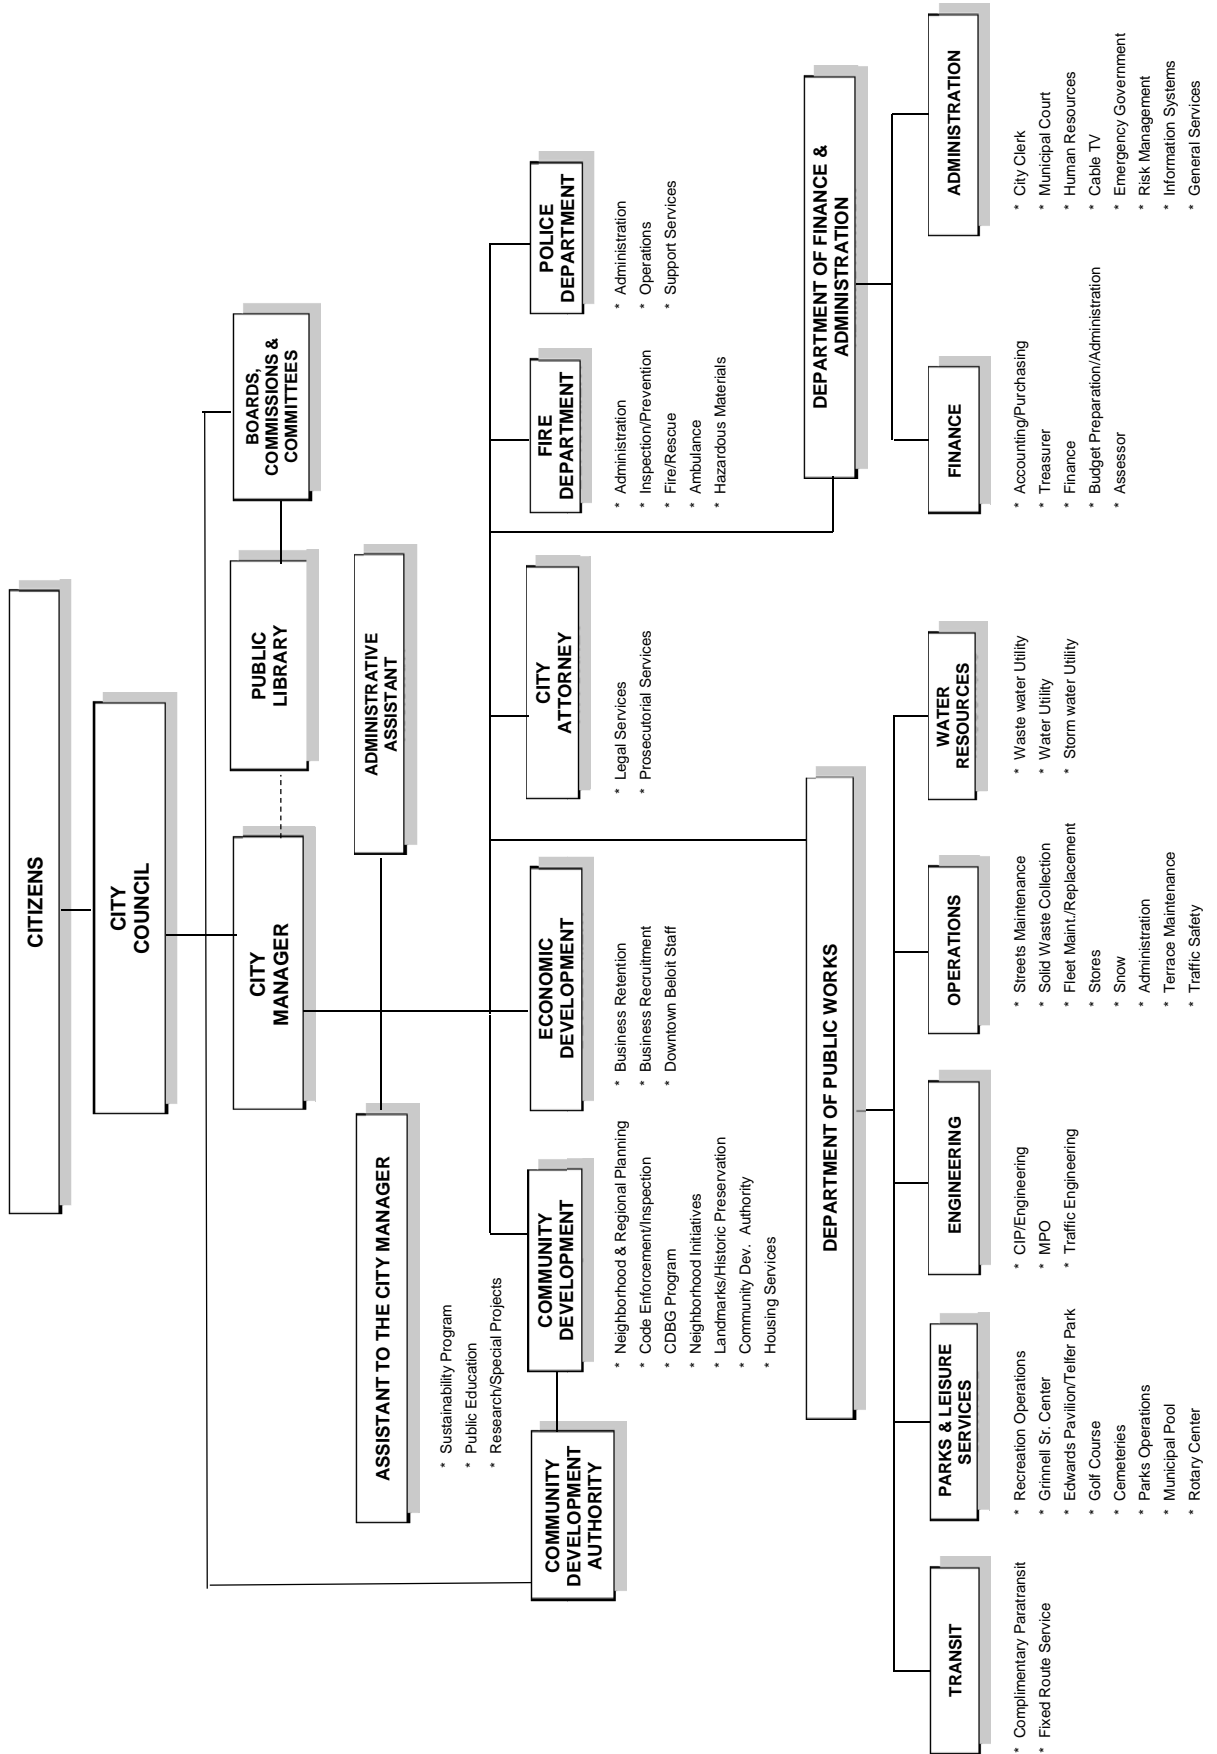 CITIZENS
CITY
COUNCIL
CITY
MANAGER
PUBLIC
LIBRARY
BOARDS,
COMMISSIONS &
COMMITTEES
ASSISTANT TO THE CITY MANAGER
* Sustainability Program
* Public Education
* Research/Special Projects
ADMINISTRATIVE
ASSISTANT
COMMUNITY
DEVELOPMENT
AUTHORITY
COMMUNITY
DEVELOPMENT
* Neighborhood & Regional Planning
* Code Enforcement/Inspection
* CDBG Program
* Neighborhood Initiatives
* Landmarks/Historic Preservation
* Community Dev. Authority
* Housing Services
ECONOMIC
DEVELOPMENT
* Business Retention
* Business Recruitment
* Downtown Beloit Staff
CITY
ATTORNEY
* Legal Services
* Prosecutorial Services
FIRE
DEPARTMENT
* Administration
* Inspection/Prevention
* Fire/Rescue
* Ambulance
* Hazardous Materials
POLICE
DEPARTMENT
* Administration
* Operations
* Support Services
DEPARTMENT OF PUBLIC WORKS
TRANSIT
* Complimentary Paratransit
* Fixed Route Service
PARKS & LEISURE
SERVICES
* Recreation Operations
* Grinnell Sr. Center
* Edwards Pavilion/Telfer Park
* Golf Course
* Cemeteries
* Parks Operations
* Municipal Pool
* Rotary Center
ENGINEERING
* CIP/Engineering
* MPO
* Traffic Engineering
OPERATIONS
* Streets Maintenance
* Solid Waste Collection
* Fleet Maint./Replacement
* Stores
* Snow
* Administration
* Terrace Maintenance
* Traffic Safety
WATER
RESOURCES
* Waste water Utility
* Water Utility
* Storm water Utility
DEPARTMENT OF FINANCE &
ADMINISTRATION
FINANCE
* Accounting/Purchasing
* Treasurer
* Finance
* Budget Preparation/Administration
* Assessor
ADMINISTRATION
* City Clerk
* Municipal Court
* Human Resources
* Cable TV
* Emergency Government
* Risk Management
* Information Systems
* General Services